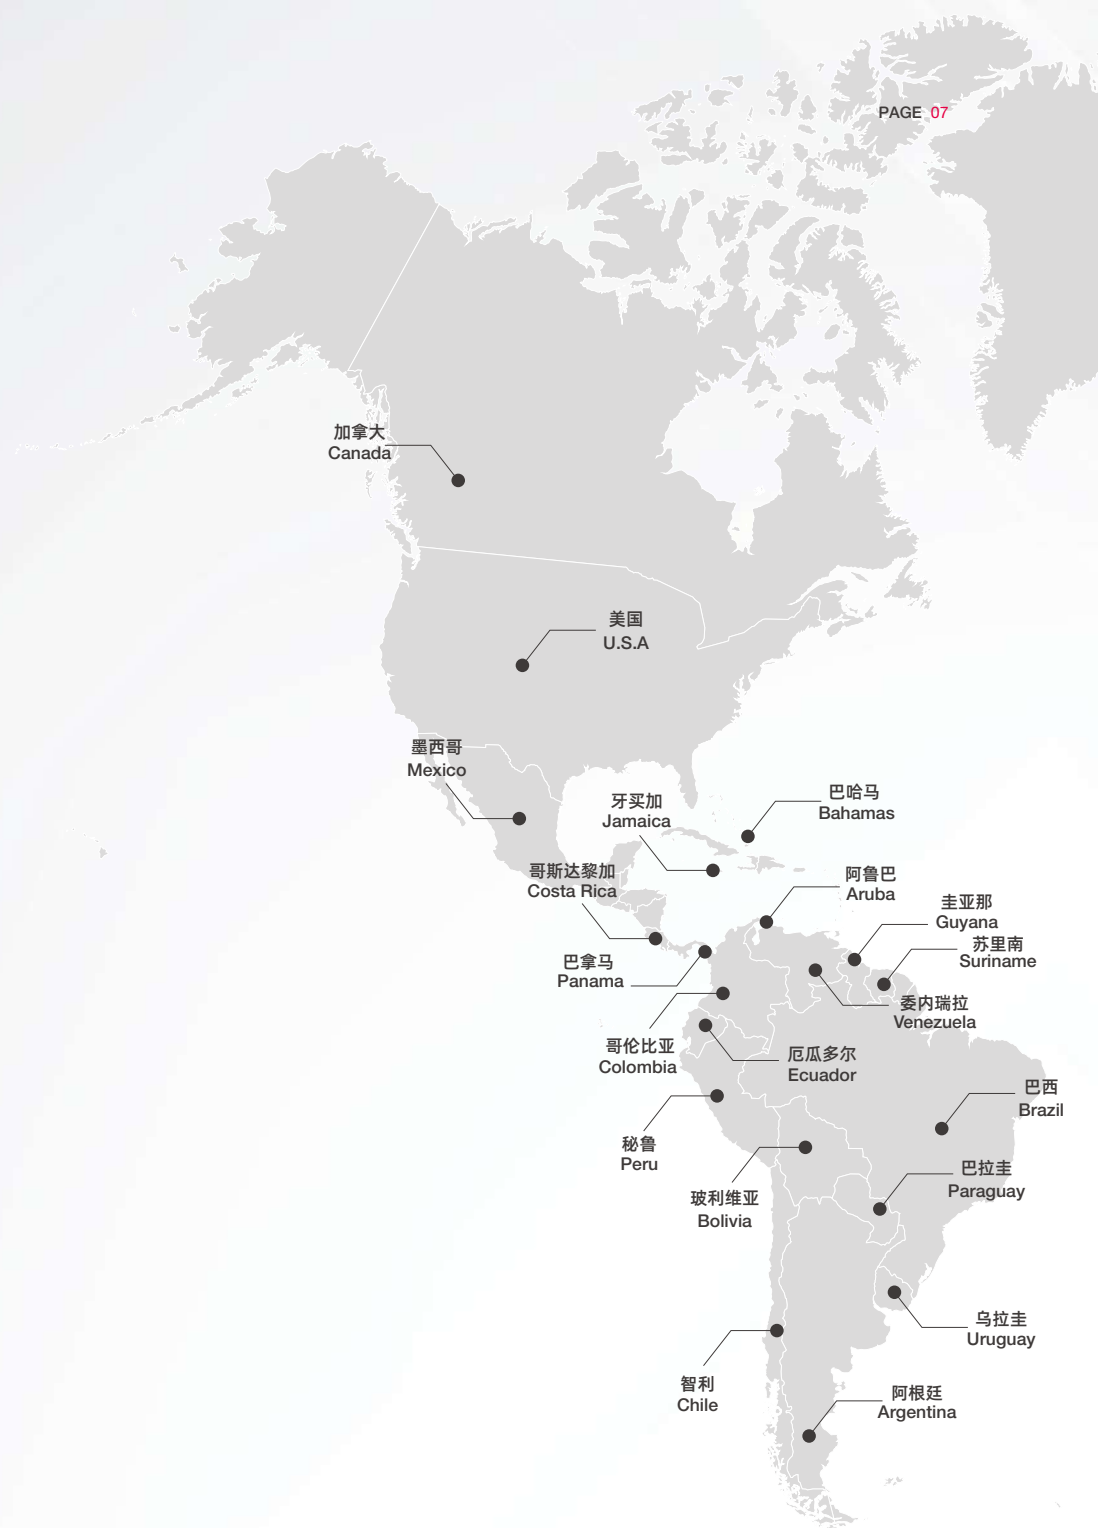 PAGE 07
加拿大
Canada
美国
U.S.A
墨西哥
Mexico
巴哈马
Bahamas
牙买加
Jamaica
哥斯达黎加
Costa Rica
阿鲁巴
Aruba
圭亚那
Guyana
苏里南
Suriname
巴拿马
Panama
委内瑞拉
Venezuela
哥伦比亚
Colombia
厄瓜多尔
Ecuador
巴西
Brazil
秘鲁
Peru
巴拉圭
Paraguay
玻利维亚
Bolivia
乌拉圭
Uruguay
智利
Chile
阿根廷
Argentina